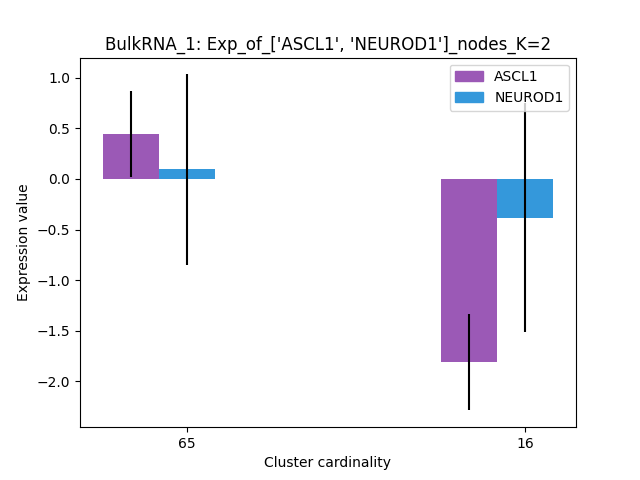 BulkRNA_1: Exp_of_['ASCL1', 'NEUROD1']_nodes_K=2
ASCL1
NEUROD1
Expression value
1.0
0.5
0.0
−0.5
−1.0
−1.5
−2.0
65
16
Cluster cardinality